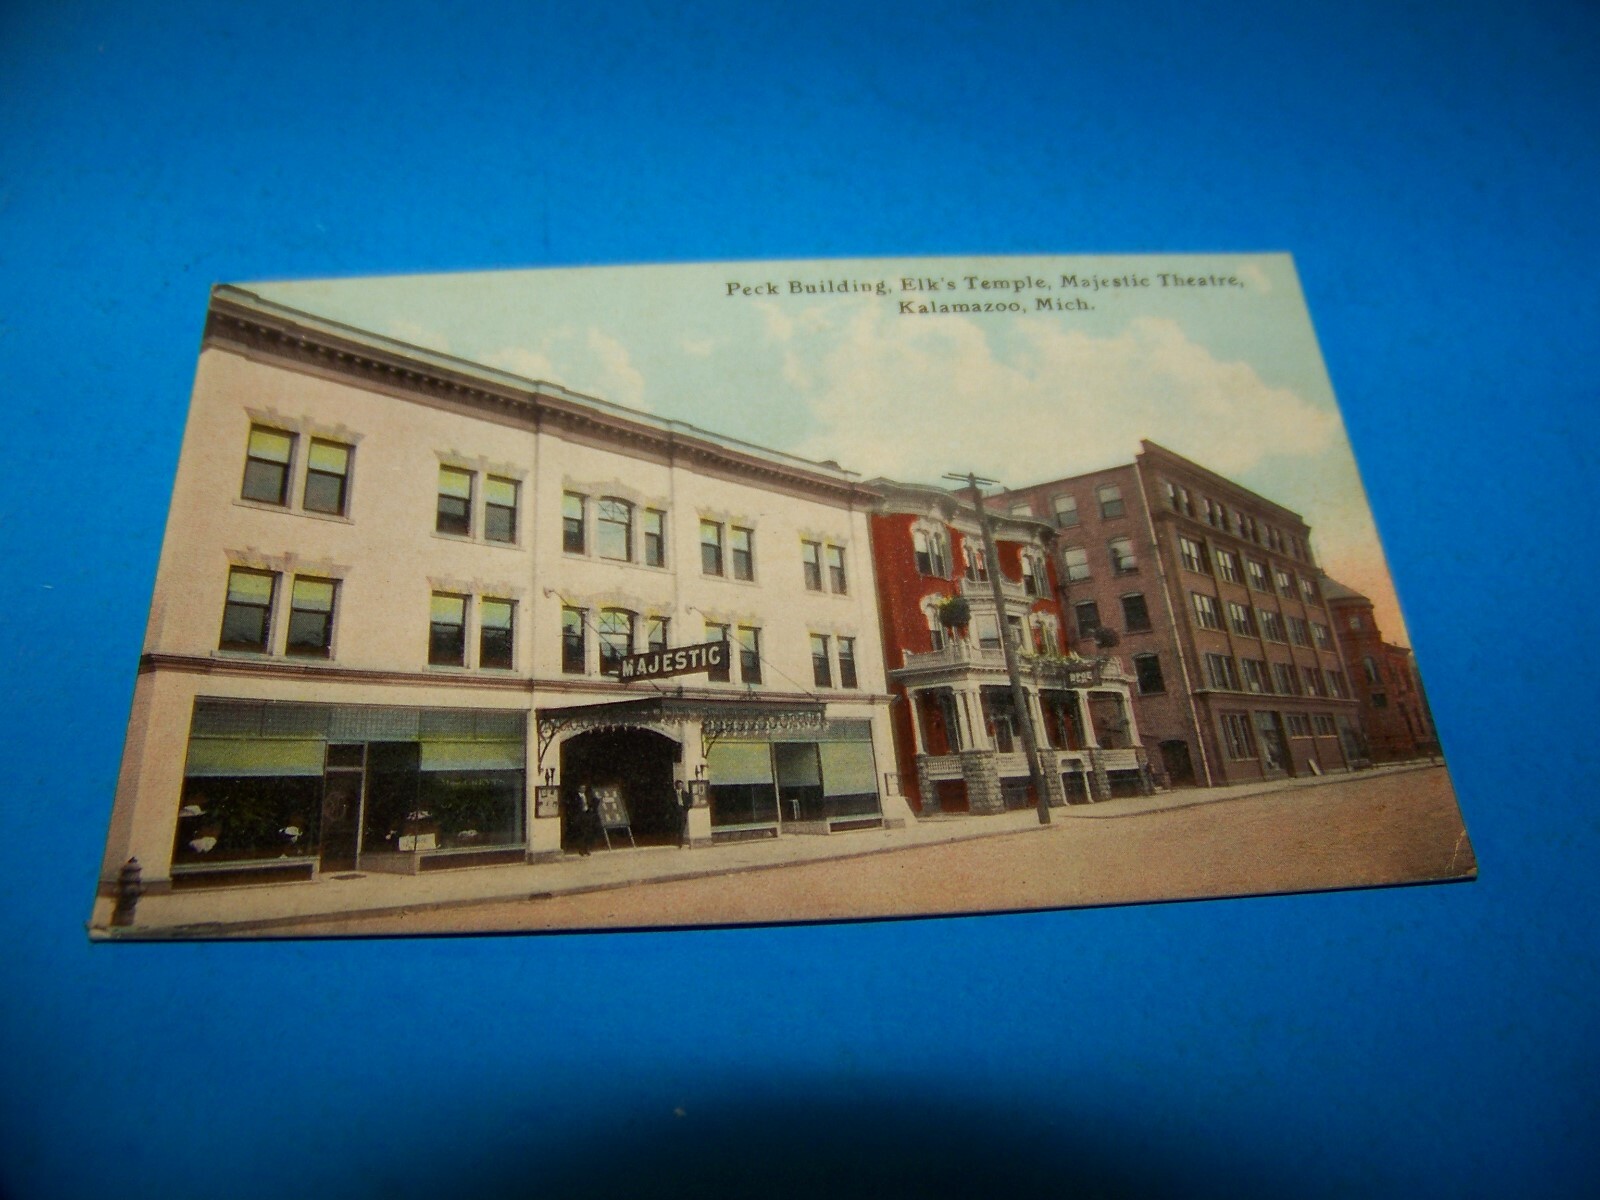 Peck Building, Elk's Temple, Majestic Theatre,
Kalamazoo, Mich.
MAJESTIC